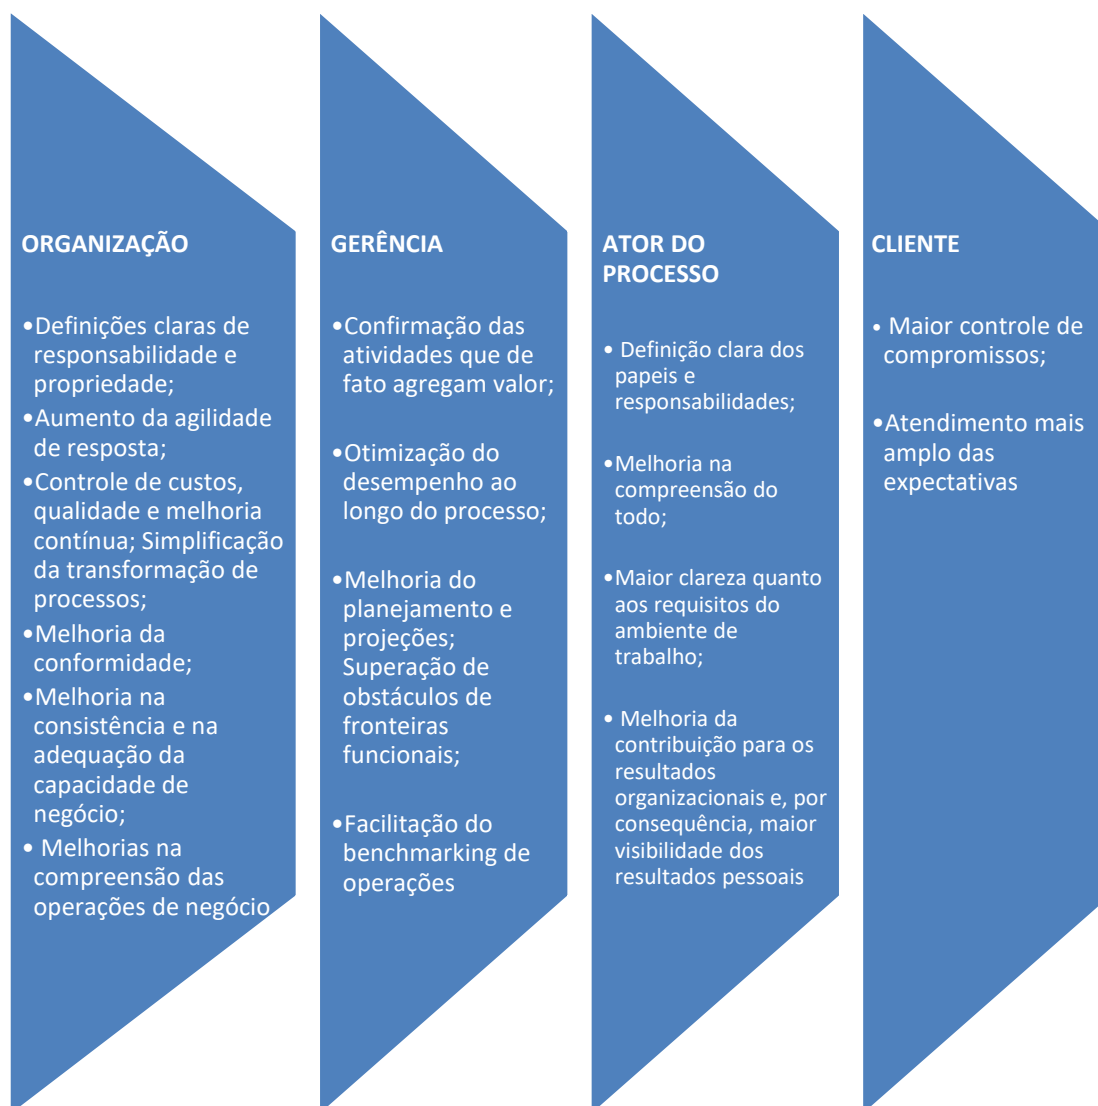 ORGANIZAÇÃO
•Definições claras de
responsabilidade e
propriedade;
•Aumento da agilidade
de resposta;
•Controle de custos,
qualidade e melhoria
contínua; Simplificação
da transformação de
processos;
•Melhoria da
conformidade;
•Melhoria na
consistência e na
adequação da
capacidade de
negócio;
• Melhorias na
compreensão das
operações de negócio
GERÊNCIA
•Confirmação das
atividades que de
fato agregam valor;
•Otimização do
desempenho ao
longo do processo;
•Melhoria do
planejamento e
projeções;
Superação de
obstáculos de
fronteiras
funcionais;
•Facilitação do
benchmarking de
operações
ATOR DO
PROCESSO
• Definição clara dos
papeis e
responsabilidades;
•Melhoria na
compreensão do
todo;
•Maior clareza quanto
aos requisitos do
ambiente de
trabalho;
• Melhoria da
contribuição para os
resultados
organizacionais e, por
consequência, maior
visibilidade dos
resultados pessoais
CLIENTE
• Maior controle de
compromissos;
•Atendimento mais
amplo das
expectativas